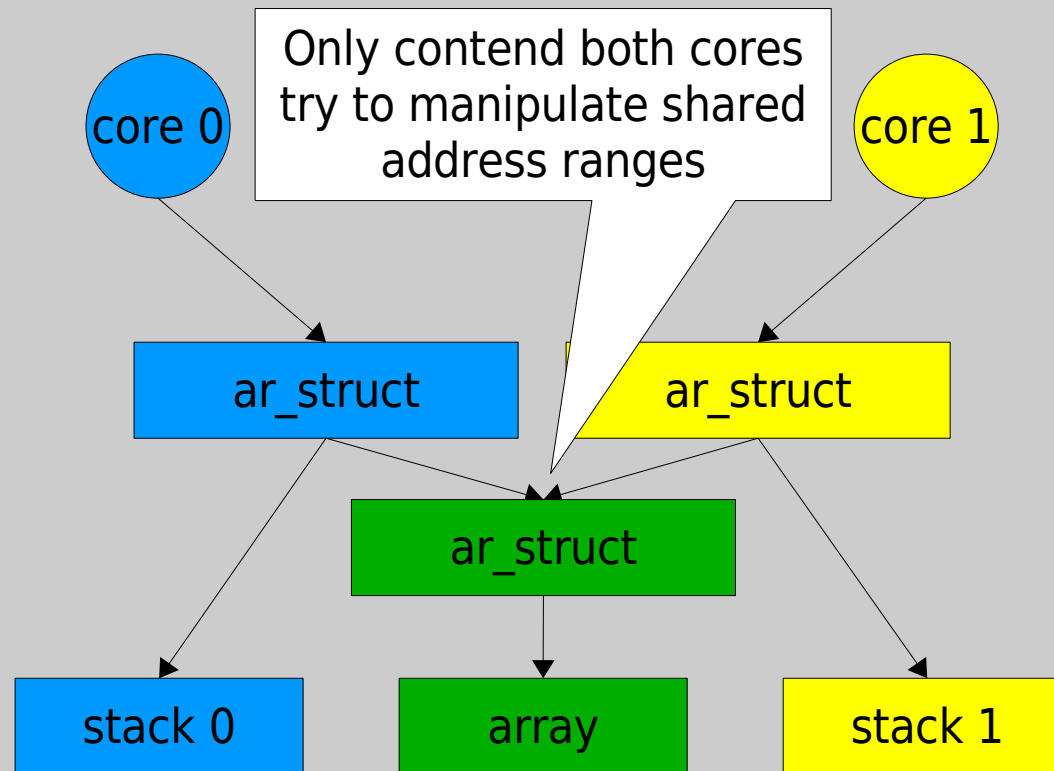 Only contend both cores
try to manipulate shared
address ranges
core 0
core 1
ar_struct
ar_struct
ar_struct
stack 0
array
stack 1